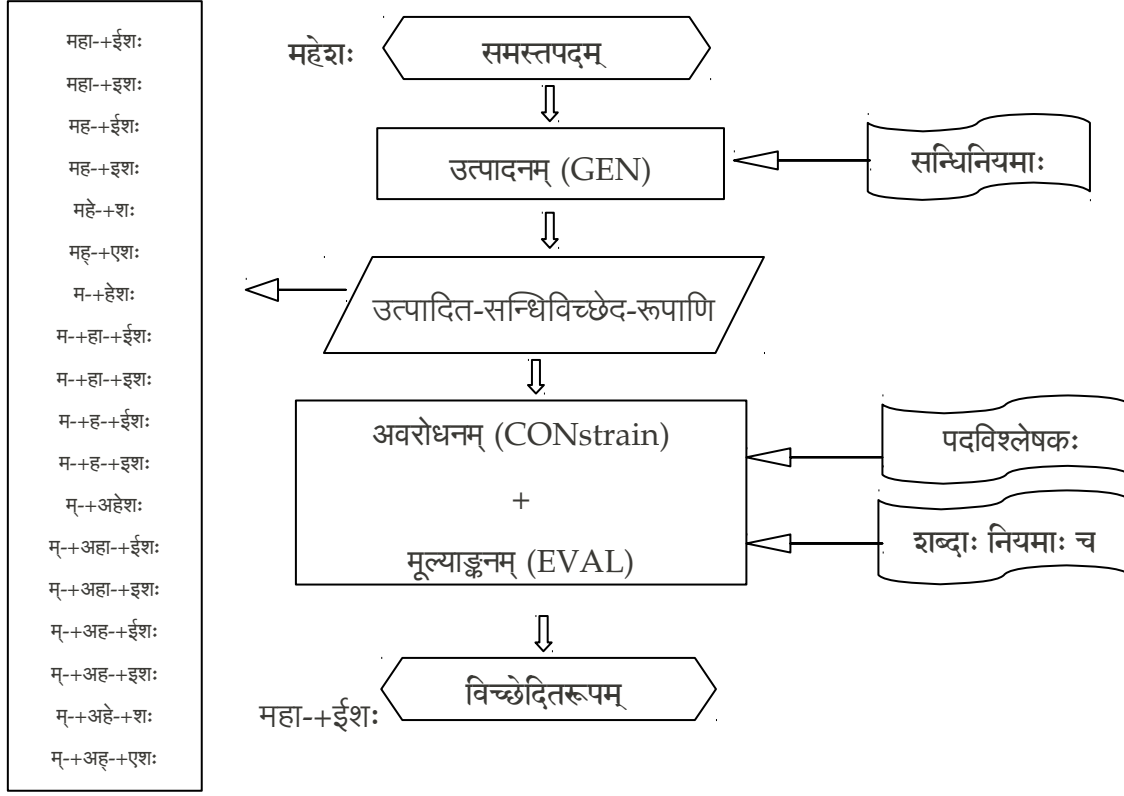 महा-+ईशः
महा-+इशः
मह-+ईशः
मह-+इशः
महे-+शः
मह्-+एशः
म-+हेशः
म-+हा-+ईशः
म-+हा-+इशः
म-+ह-+ईशः
म-+ह-+इशः
म्-+अहेशः
म्-+अहा-+ईशः
म्-+अहा-+इशः
म्-+अह-+ईशः
म्-+अह-+इशः
म्-+अहे-+शः
म्-+अह्-+एशः
महेशः
समस्तपदम्
उत्पादनम् (GEN)
सन्धिनियमाः
उत्पादित-सन्धिविच्छेद-रूपाणि
अवरोधनम् (CONstrain)
+
मूल्याङ्कनम् (EVAL)
पदविश्लेषकः
शब्दाः नियमाः च
विच्छेदितरूपम्
महा-+ईशः